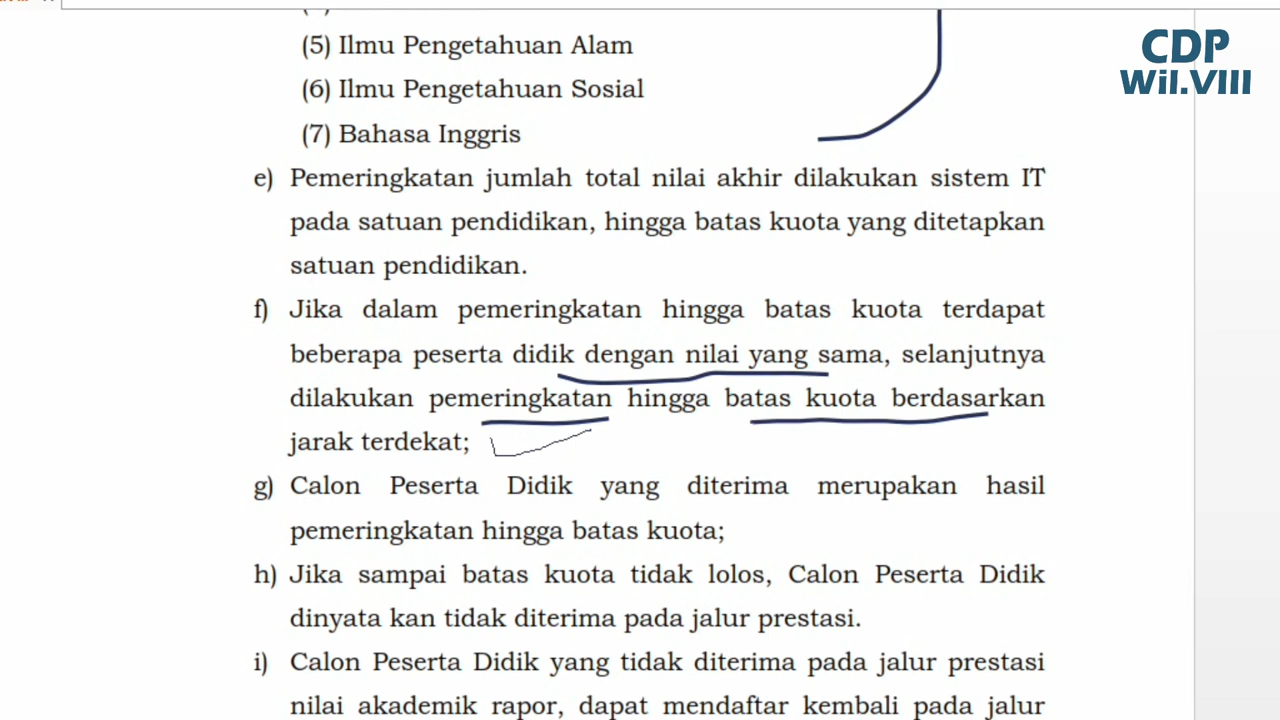 CDP
Wil.VIII
(5) Ilmu Pengetahuan Alam
(6) Ilmu Pengetahuan Sosial
(7) Bahasa Inggris
e) Pemeringkatan jumlah total nilai akhir dilakukan sistem IT
pada satuan pendidikan, hingga batas kuota yang ditetapkan
satuan pendidikan.
f) Jika dalam pemeringkatan hingga batas kuota terdapat
beberapa peserta didik dengan nilai yang sama, selanjutnya
dilakukan pemeringkatan hingga batas kuota berdasarkan
jarak terdekat;
g) Calon Peserta Didik yang diterima merupakan hasil
pemeringkatan hingga batas kuota;
h) Jika sampai batas kuota tidak lolos, Calon Peserta Didik
dinyata kan tidak diterima pada jalur prestasi.
i) Calon Peserta Didik yang tidak diterima pada jalur prestasi
nilai akademik rapor, dapat mendaftar kembali pada jalur